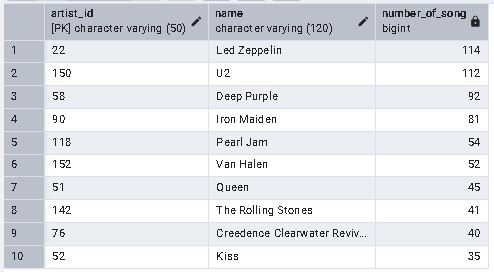 artist_id name number_of_song
[PK] character varying (50) character varying (120) bigint
1 22 Led Zeppelin 114
2 150 U2 112
3 58 Deep Purple 92
4 90 Iron Maiden 81
5 118 Pearl Jam 54
6 152 Van Halen 52
7 51 Queen 45
8 142 The Rolling Stones 41
9 76 Creedence Clearwater Reviv... 40
10 52 Kiss 35